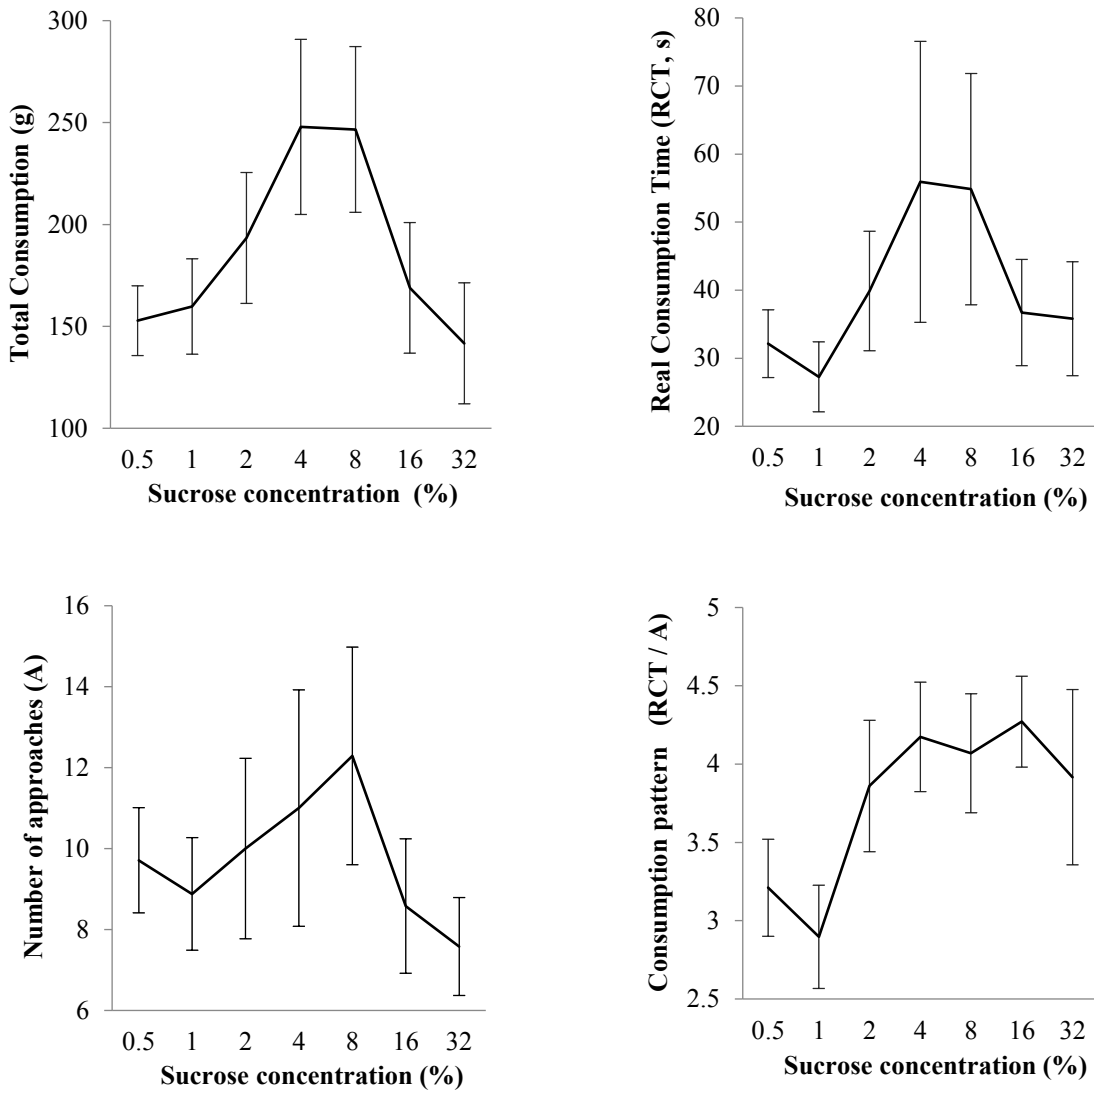 Total Consumption (g)
300
250
200
150
100
0.5 1 2 4 8 16 32
Sucrose concentration (%)
Real Consumption Time (RCT, s)
80
70
60
50
40
30
20
0.5 1 2 4 8 16 32
Sucrose concentration (%)
Number of approaches (A)
16
14
12
10
8
6
0.5 1 2 4 8 16 32
Sucrose concentration (%)
Consumption pattern (RCT / A)
5
4.5
4
3.5
3
2.5
0.5 1 2 4 8 16 32
Sucrose concentration (%)